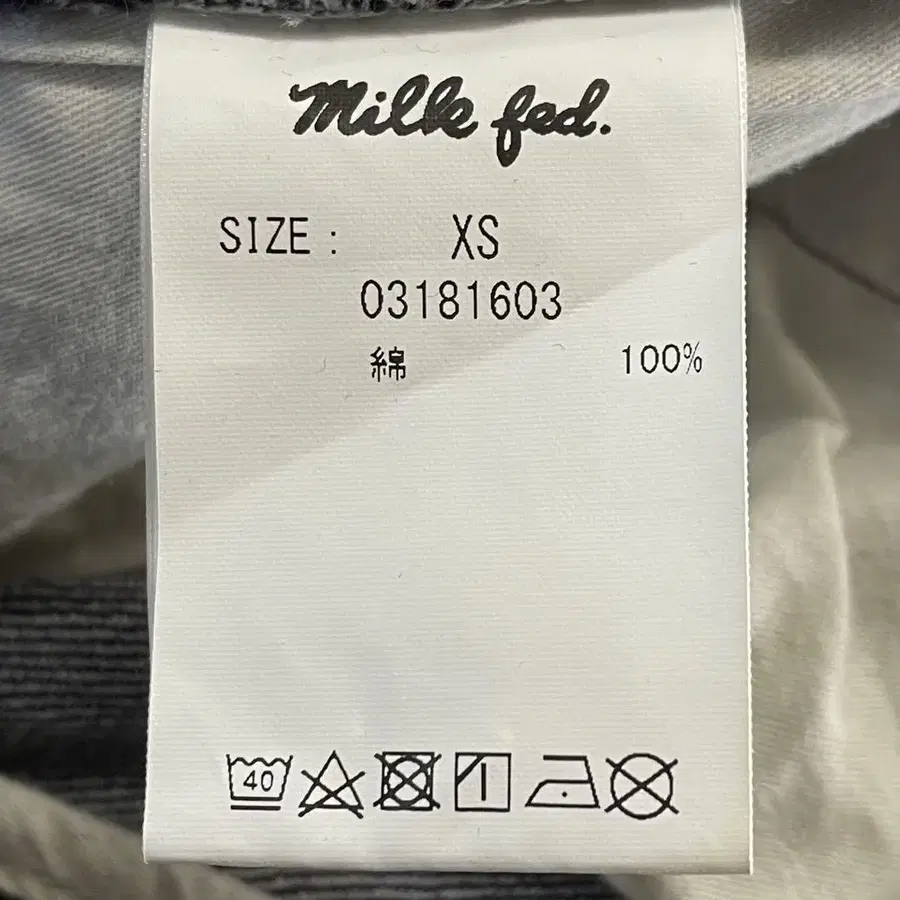 Milk fed.
SIZE : XS
03181603
綿 100%
40